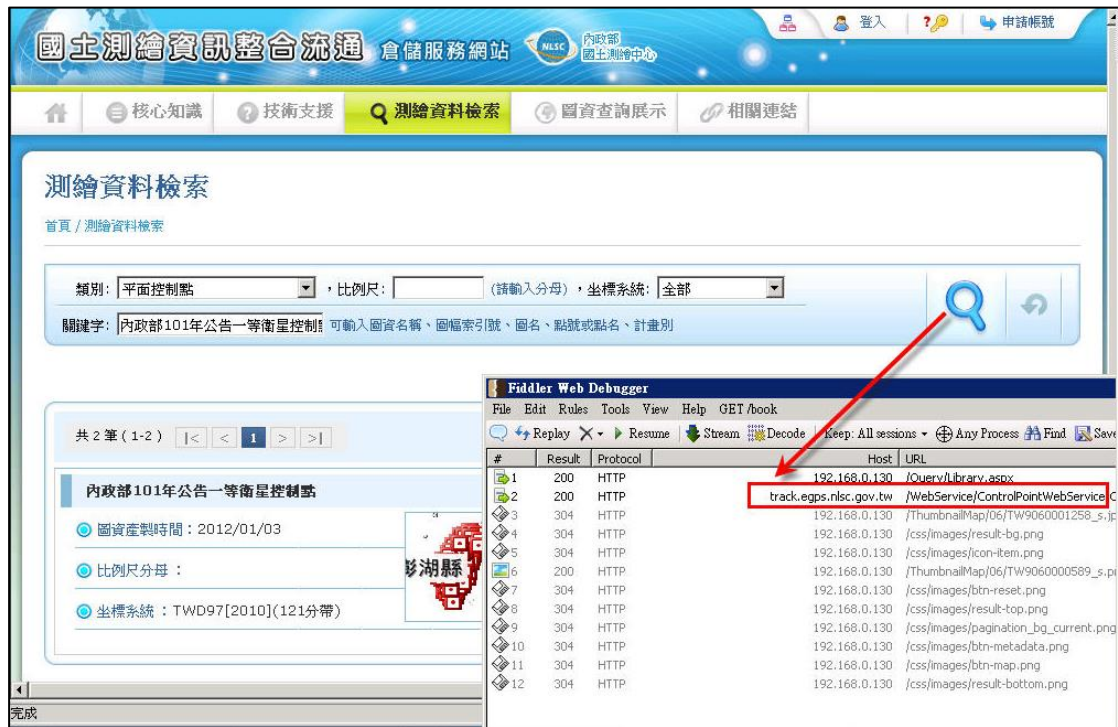 登入 申請帳號
國土測繪資訊整合流通 倉儲服務網站 NLSC 內政部 國土測繪中心
核心知識 技術支援 測繪資料檢索 圖資查詢展示 相關連結
測繪資料檢索
首頁 / 測繪資料檢索
類別: 平面控制點 ，比例尺: (請輸入分母) ，坐標系統: 全部
關鍵字: 內政部101年公告一等衛星控制 可輸入圖資名稱、圖幅索引號、圖名、點號或點名、計畫別
共 2 筆 ( 1-2 ) |< < 1 > >|
內政部101年公告一等衛星控制點
圖資產製時間：2012/01/03
比例尺分母：
坐標系統：TWD97[2010](121分帶)
澎湖縣
完成
Fiddler Web Debugger
File Edit Rules Tools View Help GET /book
Replay Resume Stream Decode Keep: All sessions Any Process Find Save
# Result Protocol Host URL
1 200 HTTP 192.168.0.130 /Query/Library.aspx
2 200 HTTP track.egps.nlsc.gov.tw /WebService/ControlPointWebService
3 304 HTTP 192.168.0.130 /ThumbnailMap/06/TW9060001258_s.jp
4 304 HTTP 192.168.0.130 /css/images/result-bg.png
5 304 HTTP 192.168.0.130 /css/images/icon-item.png
6 200 HTTP 192.168.0.130 /ThumbnailMap/06/TW9060000589_s.pn
7 304 HTTP 192.168.0.130 /css/images/btn-reset.png
8 304 HTTP 192.168.0.130 /css/images/result-top.png
9 304 HTTP 192.168.0.130 /css/images/pagination_bg_current.png
10 304 HTTP 192.168.0.130 /css/images/btn-metadata.png
11 304 HTTP 192.168.0.130 /css/images/btn-map.png
12 304 HTTP 192.168.0.130 /css/images/result-bottom.png